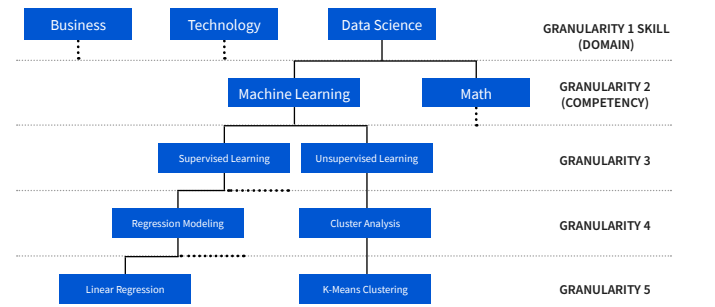 Business
Technology
Data Science
GRANULARITY 1 SKILL
(DOMAIN)
Machine Learning
Math
GRANULARITY 2
(COMPETENCY)
Supervised Learning
Unsupervised Learning
GRANULARITY 3
Regression Modeling
Cluster Analysis
GRANULARITY 4
Linear Regression
K-Means Clustering
GRANULARITY 5